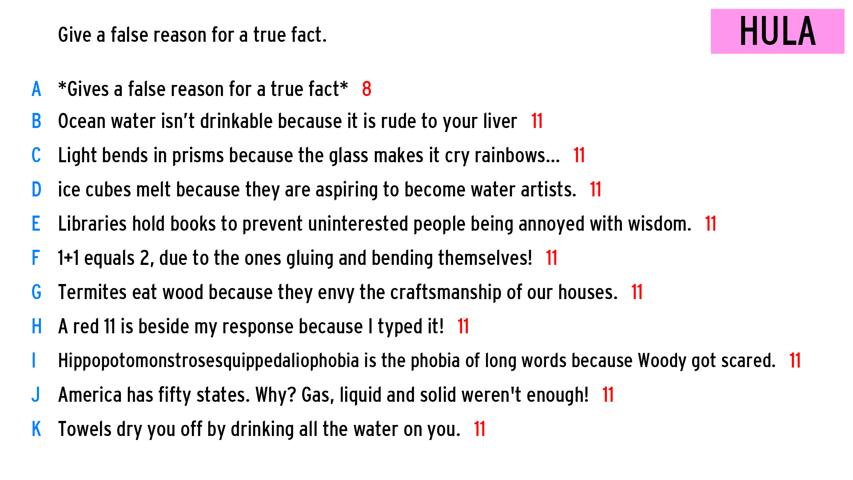 Give a false reason for a true fact.
HULA
A *Gives a false reason for a true fact* 8
B Ocean water isn’t drinkable because it is rude to your liver 11
C Light bends in prisms because the glass makes it cry rainbows... 11
D ice cubes melt because they are aspiring to become water artists. 11
E Libraries hold books to prevent uninterested people being annoyed with wisdom. 11
F 1+1 equals 2, due to the ones gluing and bending themselves! 11
G Termites eat wood because they envy the craftsmanship of our houses. 11
H A red 11 is beside my response because I typed it! 11
I Hippopotomonstrosesquippedaliophobia is the phobia of long words because Woody got scared. 11
J America has fifty states. Why? Gas, liquid and solid weren't enough! 11
K Towels dry you off by drinking all the water on you. 11